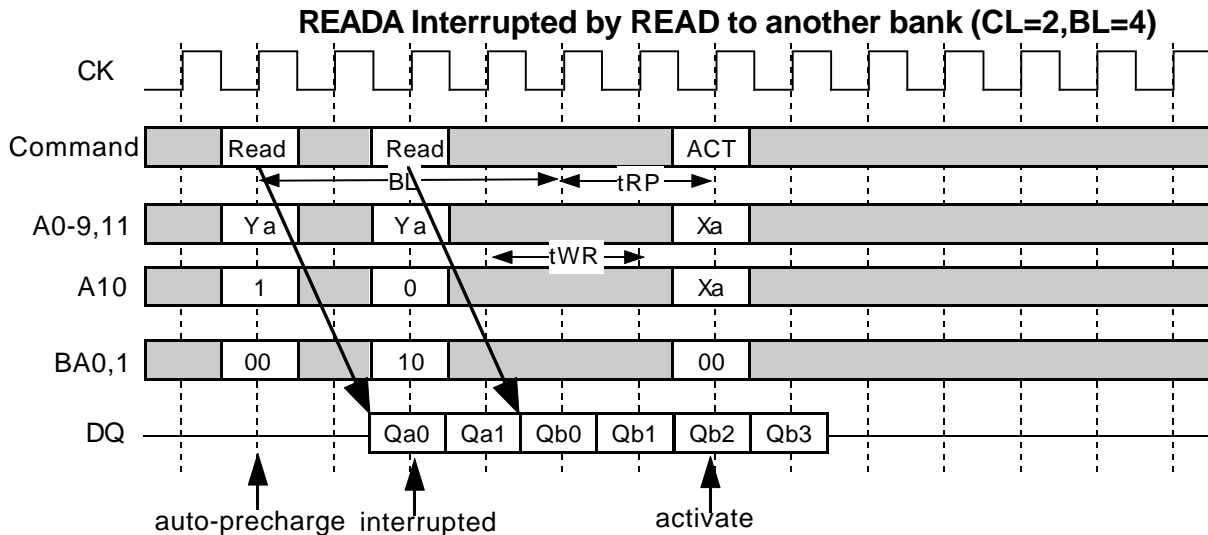 READA Interrupted by READ to another bank (CL=2,BL=4)
CK
Command Read Read ACT
BL tRP
A0-9,11 Ya Ya Xa
tWR
A10 1 0 Xa
BA0,1 00 10 00
DQ Qa0 Qa1 Qb0 Qb1 Qb2 Qb3
auto-precharge interrupted activate